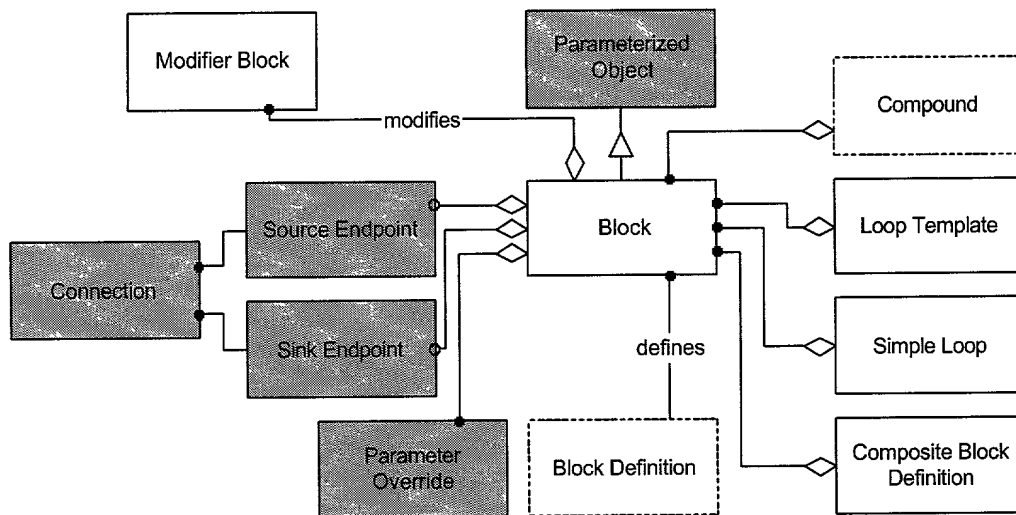 Modifier Block
Parameterized
Object
Compound
modifies
Source Endpoint
Block
Loop Template
Connection
Sink Endpoint
defines
Simple Loop
Parameter
Override
Block Definition
Composite Block
Definition